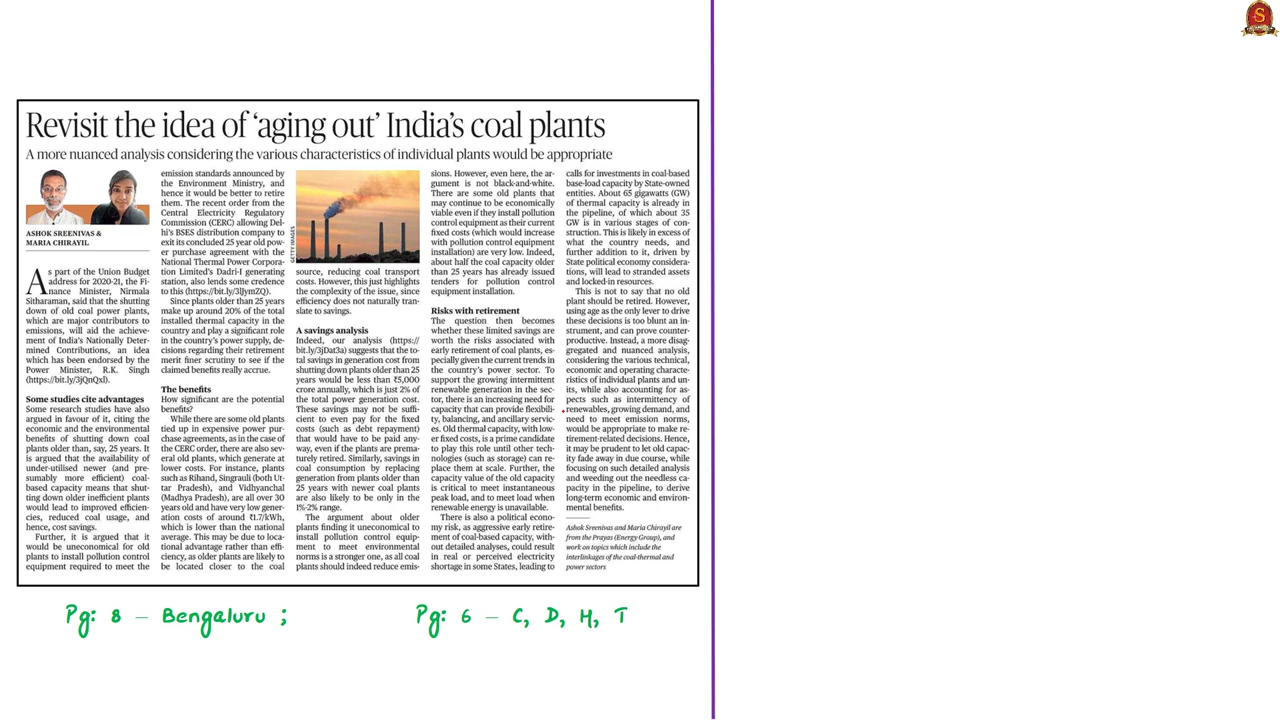 Revisit the idea of ‘aging out’ India’s coal plants
A more nuanced analysis considering the various characteristics of individual plants would be appropriate
ASHOK SREENIVAS &
MARIA CHIRAYIL
As part of the Union Budget
address for 2020-21, the Fi-
nance Minister, Nirmala
Sitharaman, said that the shutting
down of old coal power plants,
which are major contributors to
emissions, will aid the achieve-
ment of India’s Nationally Deter-
mined Contributions, an idea
which has been endorsed by the
Power Minister, R.K. Singh
(https://bit.ly/3jQnQxl).
Some studies cite advantages
Some research studies have also
argued in favour of it, citing the
economic and the environmental
benefits of shutting down coal
plants older than, say, 25 years. It
is argued that the availability of
under-utilised newer (and pre-
sumably more efficient) coal-
based capacity means that shut-
ting down older inefficient plants
would lead to improved efficien-
cies, reduced coal usage, and
hence, cost savings.
Further, it is argued that it
would be uneconomical for old
plants to install pollution control
equipment required to meet the
emission standards announced by
the Environment Ministry, and
hence it would be better to retire
them. The recent order from the
Central Electricity Regulatory
Commission (CERC) allowing Del-
hi’s BSES distribution company to
exit its concluded 25 year old pow-
er purchase agreement with the
National Thermal Power Corpora-
tion Limited’s Dadri-I generating
station, also lends some credence
to this (https://bit.ly/3lJymZQ).
Since plants older than 25 years
make up around 20% of the total
installed thermal capacity in the
country and play a significant role
in the country’s power supply, de-
cisions regarding their retirement
merit finer scrutiny to see if the
claimed benefits really accrue.
The benefits
How significant are the potential
benefits?
While there are some old plants
tied up in expensive power pur-
chase agreements, as in the case of
the CERC order, there are also sev-
eral old plants, which generate at
lower costs. For instance, plants
such as Rihand, Singrauli (both Ut-
tar Pradesh), and Vidhyanchal
(Madhya Pradesh), are all over 30
years old and have very low gener-
ation costs of around ₹1.7/kWh,
which is lower than the national
average. This may be due to loca-
tional advantage rather than effi-
ciency, as older plants are likely to
be located closer to the coal
GETTY IMAGES
source, reducing coal transport
costs. However, this just highlights
the complexity of the issue, since
efficiency does not naturally tran-
slate to savings.
A savings analysis
Indeed, our analysis (https://
bit.ly/3jDat3a) suggests that the to-
tal savings in generation cost from
shutting down plants older than 25
years would be less than ₹5,000
crore annually, which is just 2% of
the total power generation cost.
These savings may not be suffi-
cient to even pay for the fixed
costs (such as debt repayment)
that would have to be paid any-
way, even if the plants are prema-
turely retired. Similarly, savings in
coal consumption by replacing
generation from plants older than
25 years with newer coal plants
are also likely to be only in the
1%-2% range.
The argument about older
plants finding it uneconomical to
install pollution control equip-
ment to meet environmental
norms is a stronger one, as all coal
plants should indeed reduce emis-
sions. However, even here, the ar-
gument is not black-and-white.
There are some old plants that
may continue to be economically
viable even if they install pollution
control equipment as their current
fixed costs (which would increase
with pollution control equipment
installation) are very low. Indeed,
about half the coal capacity older
than 25 years has already issued
tenders for pollution control
equipment installation.
Risks with retirement
The question then becomes
whether these limited savings are
worth the risks associated with
early retirement of coal plants, es-
pecially given the current trends in
the country’s power sector. To
support the growing intermittent
renewable generation in the sec-
tor, there is an increasing need for
capacity that can provide flexibili-
ty, balancing, and ancillary servic-
es. Old thermal capacity, with low-
er fixed costs, is a prime candidate
to play this role until other tech-
nologies (such as storage) can re-
place them at scale. Further, the
capacity value of the old capacity
is critical to meet instantaneous
peak load, and to meet load when
renewable energy is unavailable.
There is also a political econo-
my risk, as aggressive early retire-
ment of coal-based capacity, with-
out detailed analyses, could result
in real or perceived electricity
shortage in some States, leading to
calls for investments in coal-based
base-load capacity by State-owned
entities. About 65 gigawatts (GW)
of thermal capacity is already in
the pipeline, of which about 35
GW is in various stages of con-
struction. This is likely in excess of
what the country needs, and
further addition to it, driven by
State political economy considera-
tions, will lead to stranded assets
and locked-in resources.
This is not to say that no old
plant should be retired. However,
using age as the only lever to drive
these decisions is too blunt an in-
strument, and can prove counter-
productive. Instead, a more disag-
gregated and nuanced analysis,
considering the various technical,
economic and operating characte-
ristics of individual plants and un-
its, while also accounting for as-
pects such as intermittency of
renewables, growing demand, and
need to meet emission norms,
would be appropriate to make re-
tirement-related decisions. Hence,
it may be prudent to let old capac-
ity fade away in due course, while
focusing on such detailed analysis
and weeding out the needless ca-
pacity in the pipeline, to derive
long-term economic and environ-
mental benefits.
Ashok Sreenivas and Maria Chirayil are
from the Prayas (Energy Group), and
work on topics which include the
interlinkages of the coal-thermal and
power sectors
Pg: 8 – Bengaluru ;
Pg: 6 – C, D, H, T